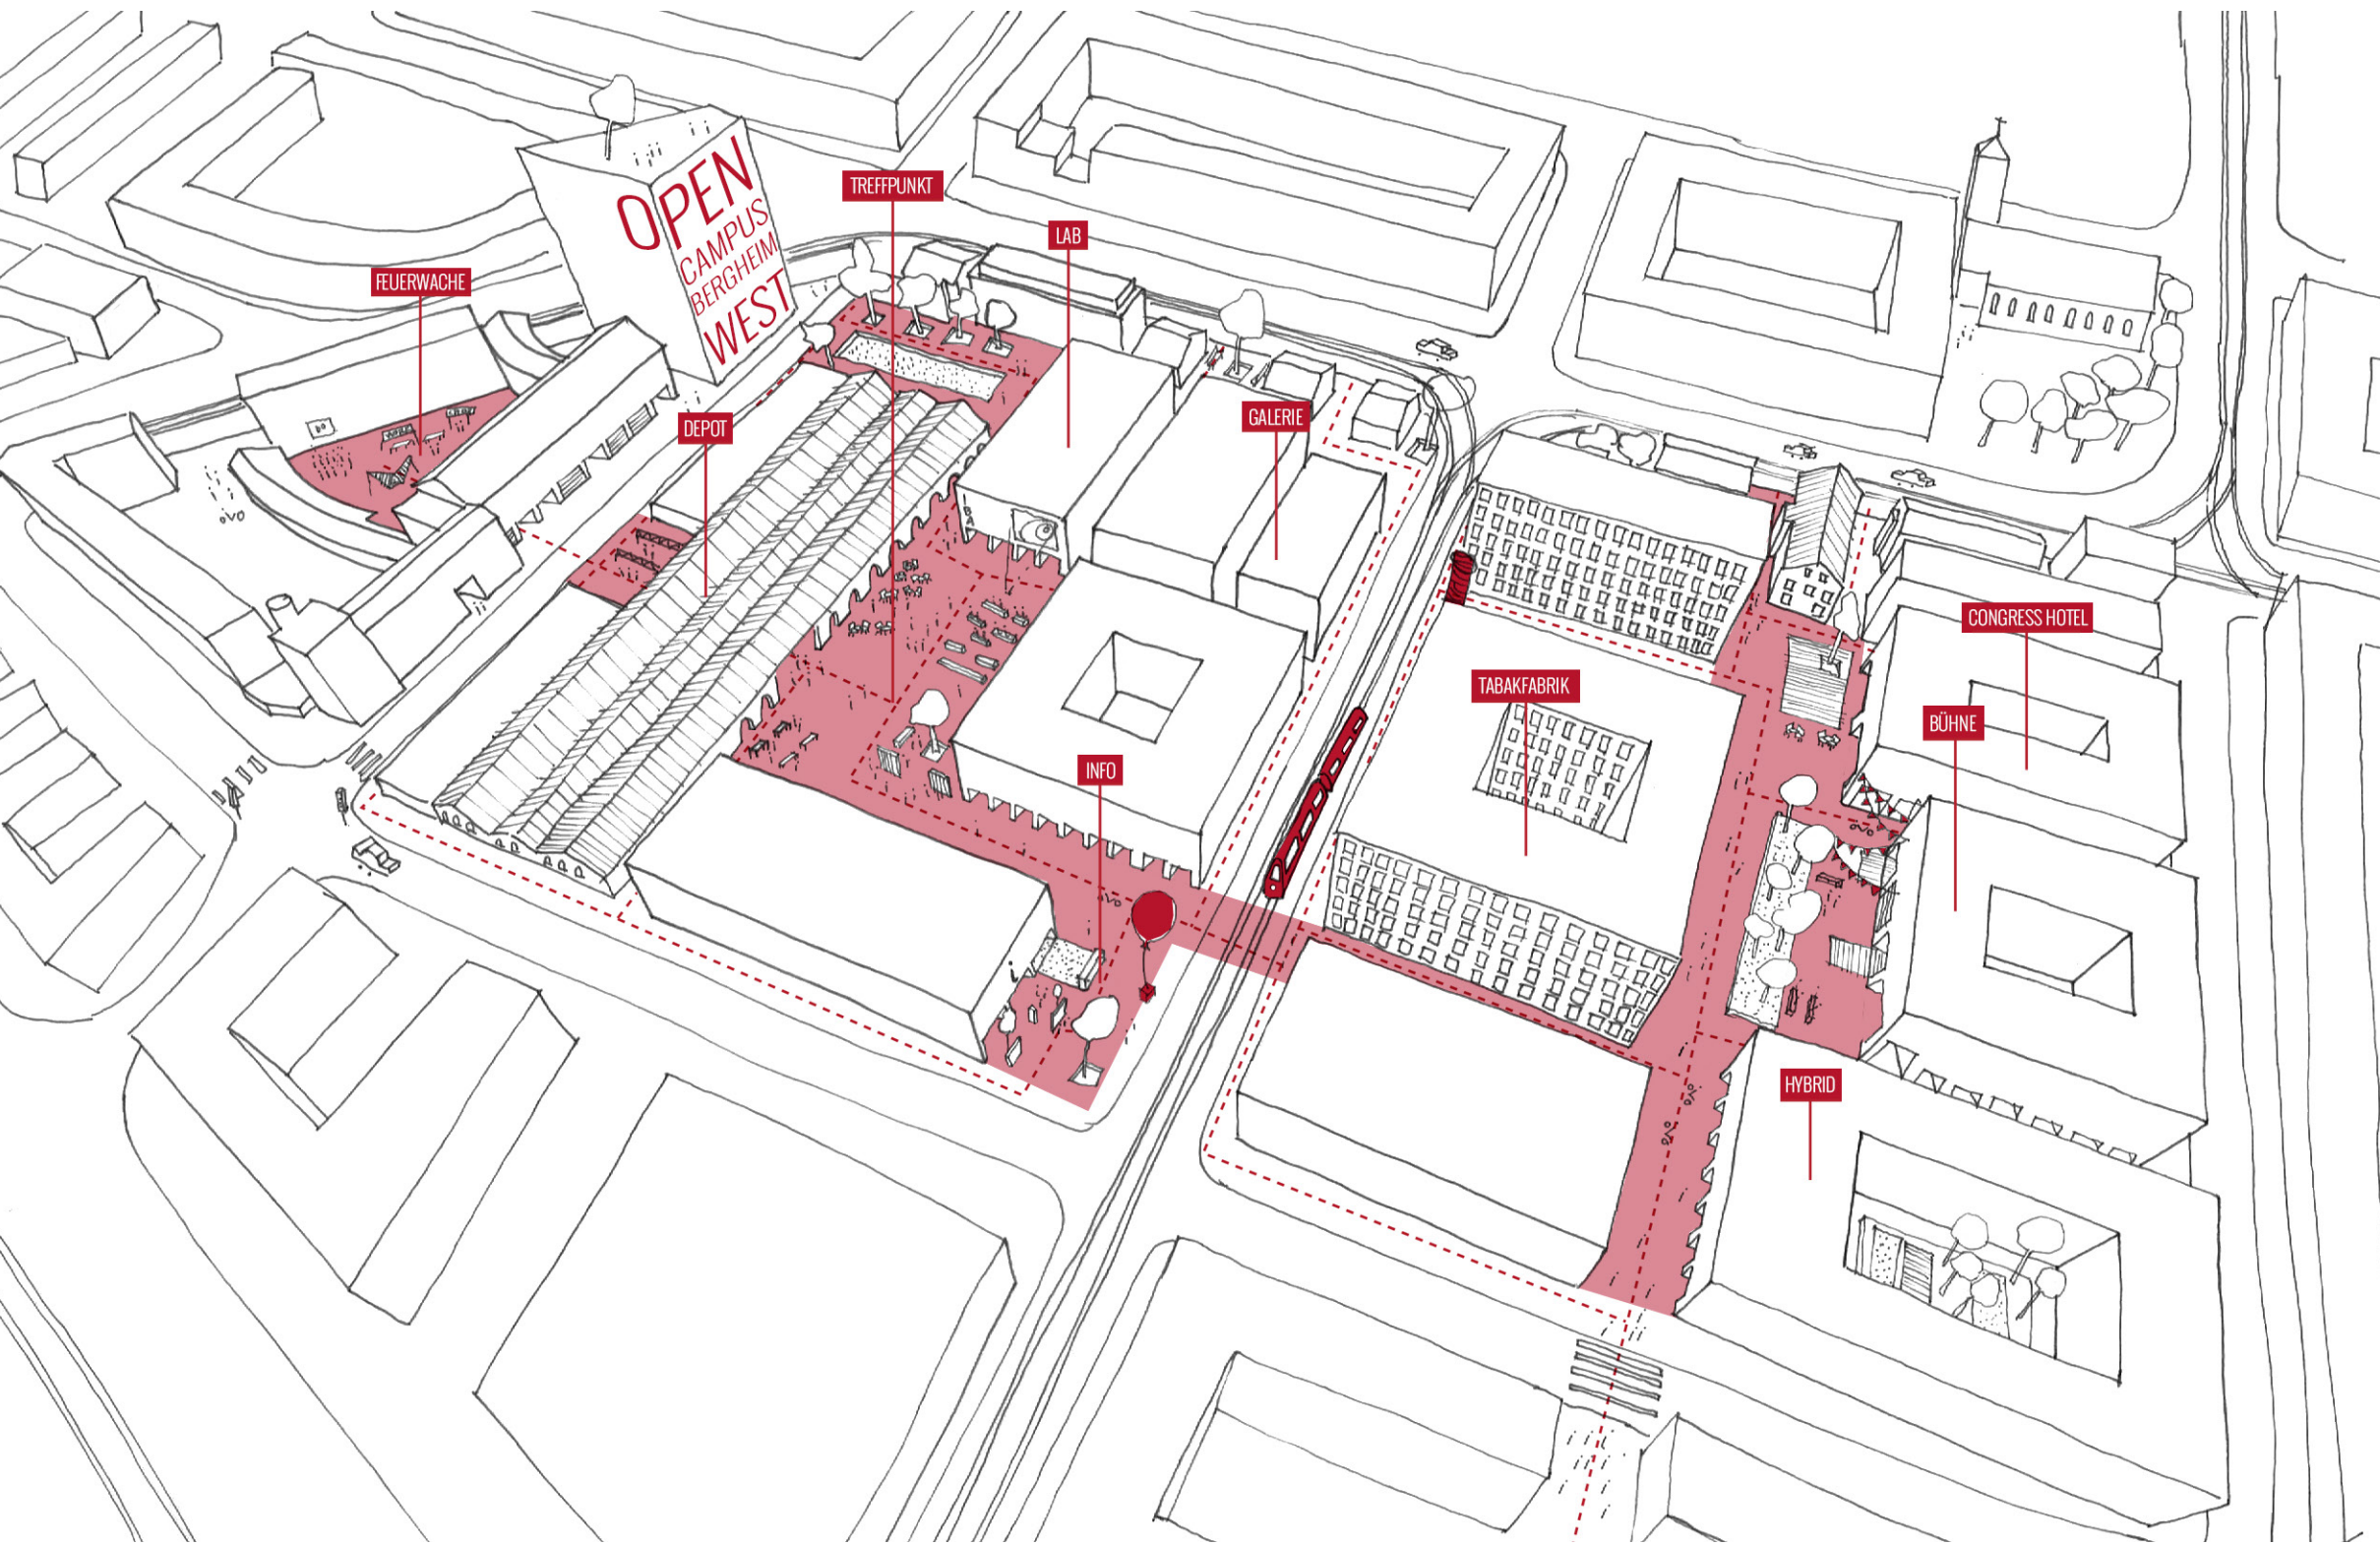 OPEN
CAMPUS
BERGHEIM
WEST
TREFFPUNKT
LAB
FEUERWACHE
GALERIE
DEPOT
CONGRESS HOTEL
TABAKFABRIK
BÜHNE
INFO
HYBRID